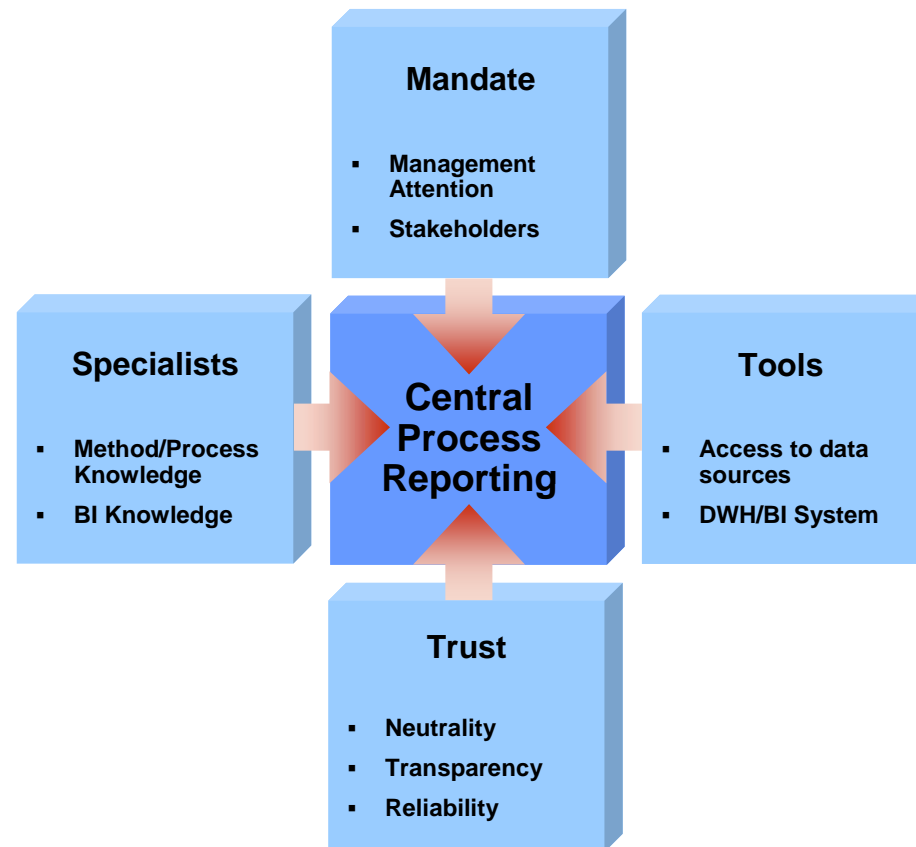 Mandate
▪ Management
Attention
▪ Stakeholders
Specialists
▪ Method/Process
Knowledge
▪ BI Knowledge
Central
Process
Reporting
Tools
▪ Access to data
sources
▪ DWH/BI System
Trust
▪ Neutrality
▪ Transparency
▪ Reliability